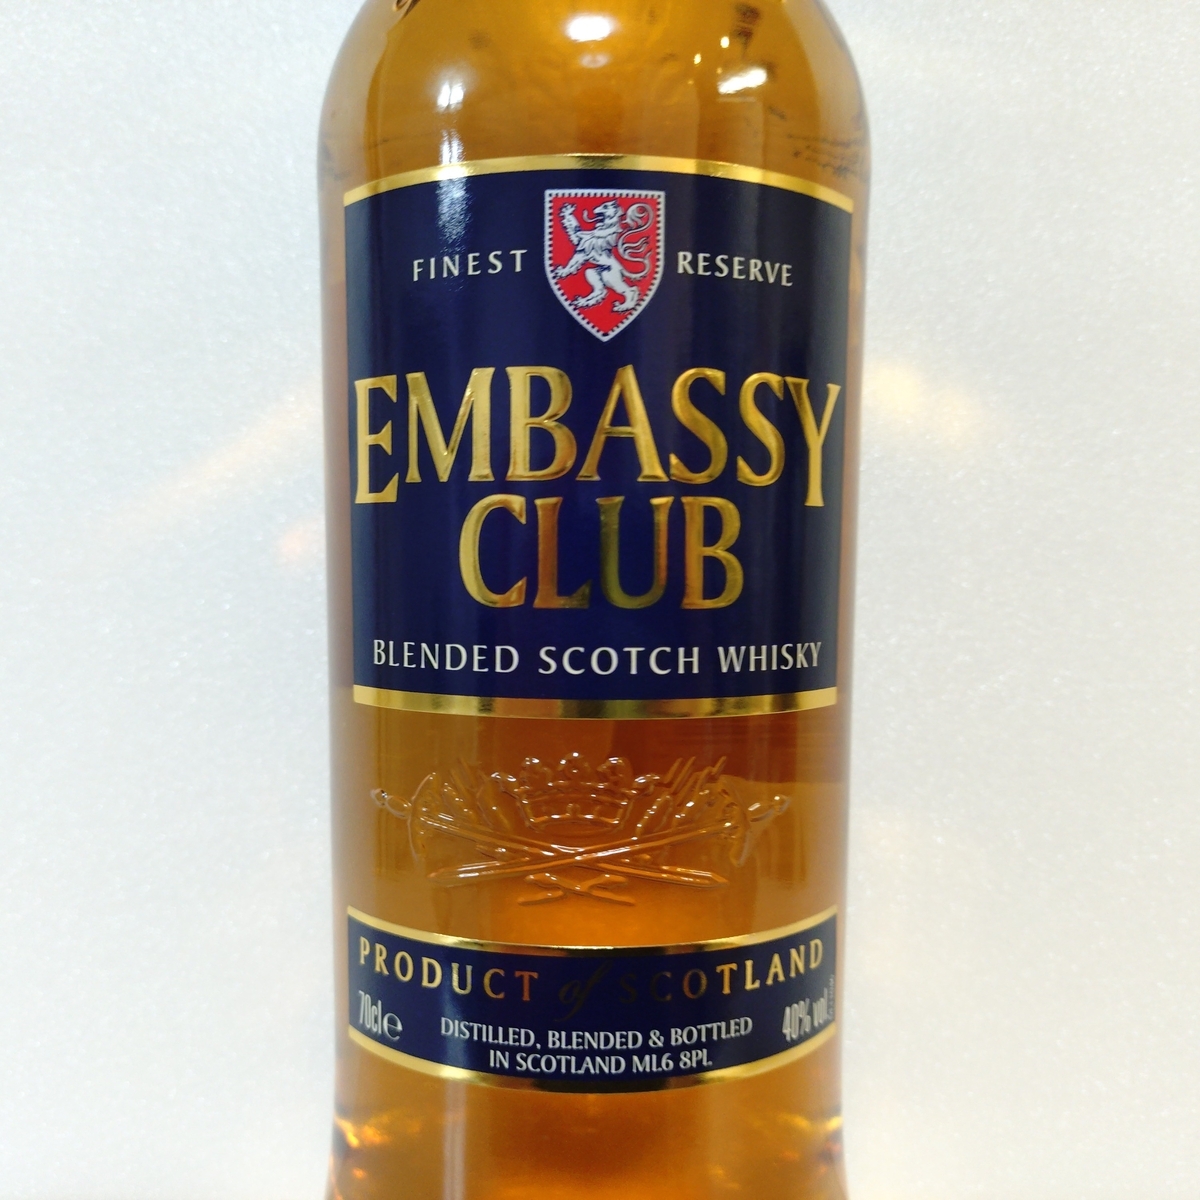 FINEST RESERVE
EMBASSY
CLUB
BLENDED SCOTCH WHISKY
PRODUCT of SCOTLAND
70cl e 40% vol.
DISTILLED, BLENDED & BOTTLED
IN SCOTLAND ML6 8PL